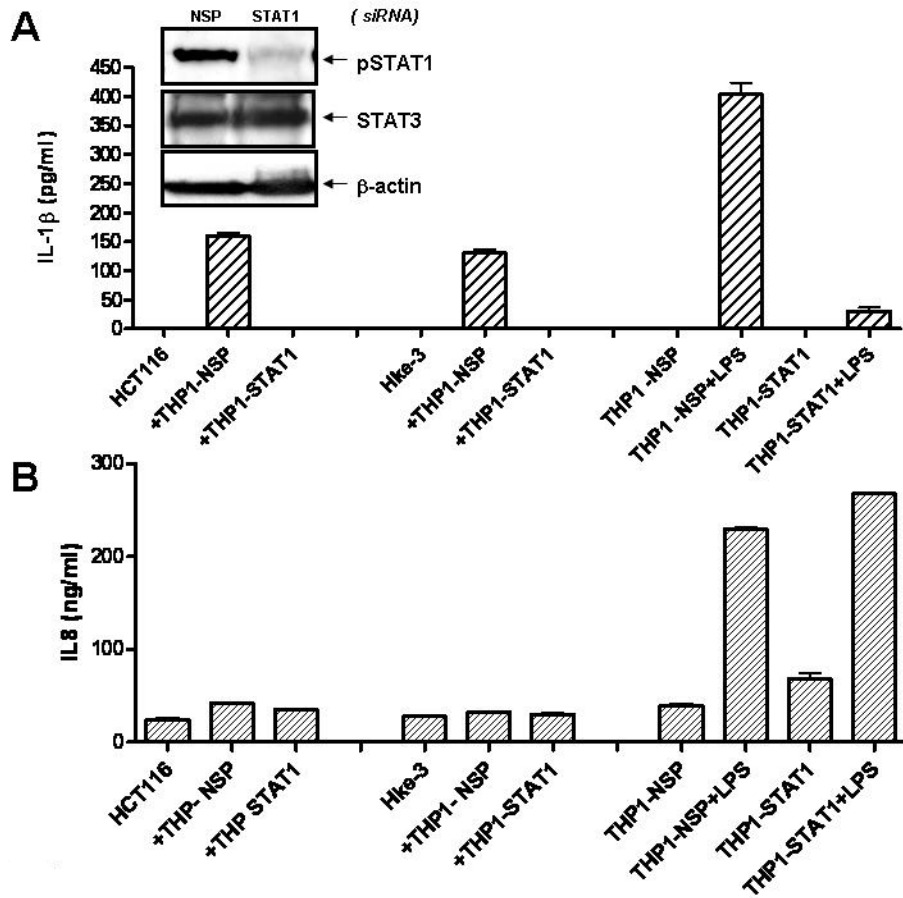 A
NSP STAT1 ( siRNA)
pSTAT1
STAT3
β-actin
IL-1β (pg/ml)
450
400
350
300
250
200
150
100
50
0
HCT116
+THP1-NSP
+THP1-STAT1
Hke-3
+THP1-NSP
+THP1-STAT1
THP1 -NSP
THP1 -NSP+LPS
THP1-STAT1
THP1-STAT1+LPS
B
IL8 (ng/ml)
300
200
100
0
HCT116
+THP- NSP
+THP STAT1
Hke-3
+THP1- NSP
+THP1-STAT1
THP1-NSP
THP1-NSP+LPS
THP1-STAT1
THP1-STAT1+LPS